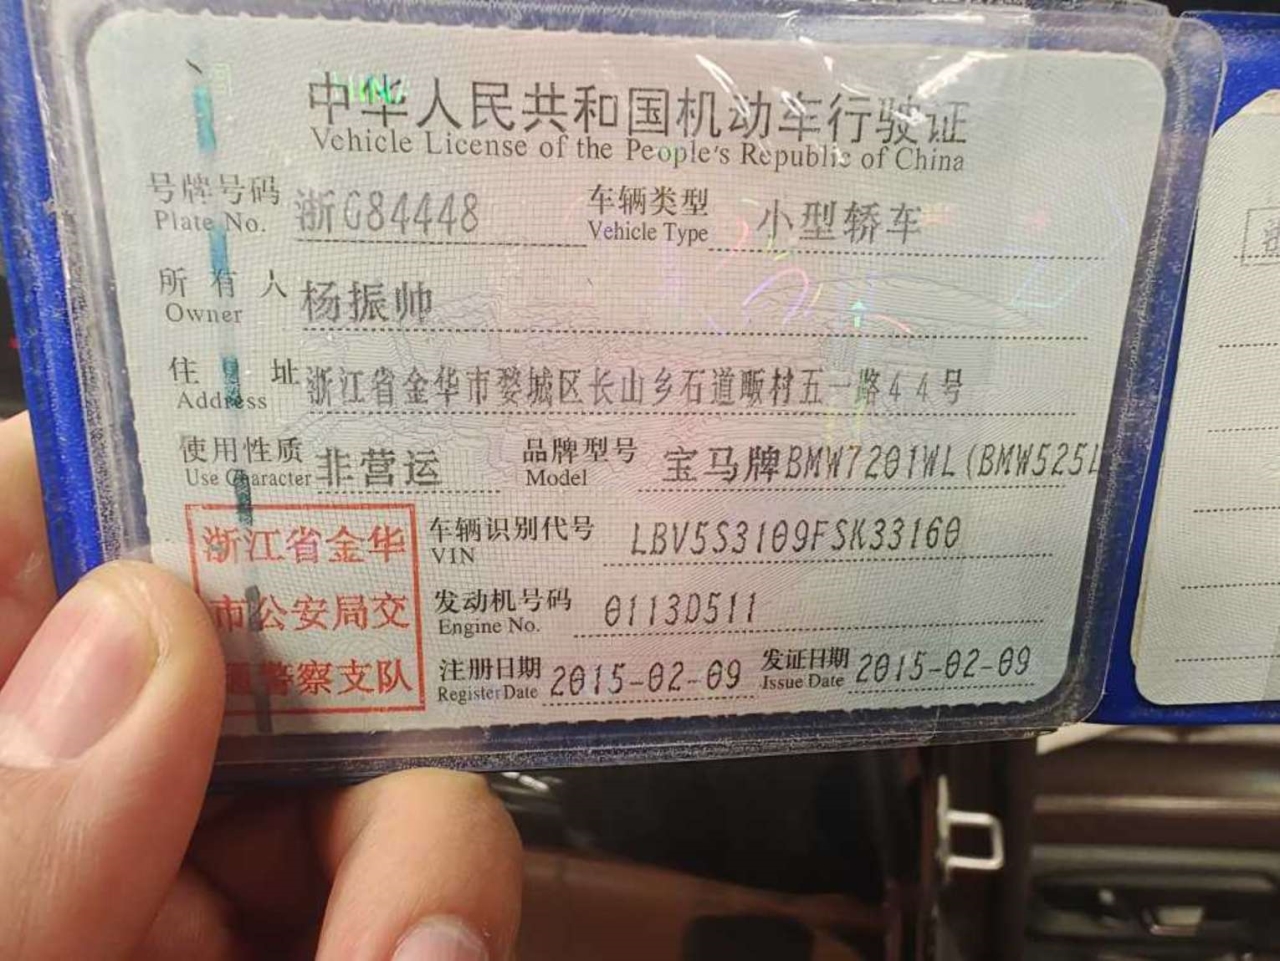 中华人民共和国机动车行驶证
Vehicle License of the People's Republic of China
号牌号码 浙G84448 车辆类型 小型轿车
Plate No. Vehicle Type
所有人 杨振帅
Owner
住址 浙江省金华市婺城区长山乡石道畈村五一路44号
Address
使用性质 非营运 品牌型号 宝马牌BMW7201WL(BMW525L
Use Character Model
浙江省金华
市公安局交
通警察支队
车辆识别代号 LBV5S3109FSK33160
VIN
发动机号码 0113D511
Engine No.
注册日期 2015-02-09 发证日期 2015-02-09
Register Date Issue Date